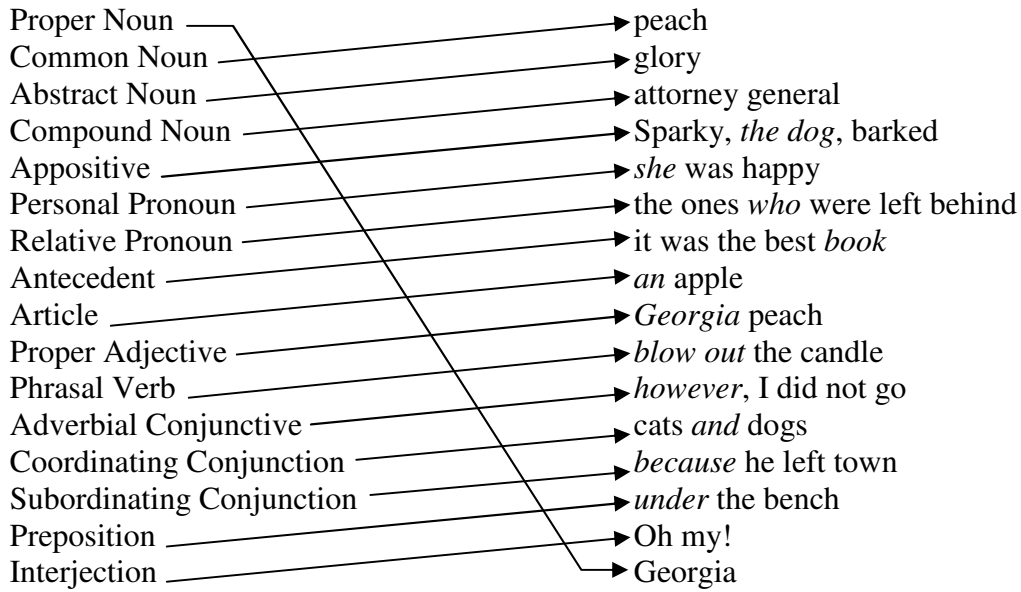 Proper Noun peach
Common Noun glory
Abstract Noun attorney general
Compound Noun Sparky, the dog, barked
Appositive she was happy
Personal Pronoun the ones who were left behind
Relative Pronoun it was the best book
Antecedent an apple
Article Georgia peach
Proper Adjective blow out the candle
Phrasal Verb however, I did not go
Adverbial Conjunctive cats and dogs
Coordinating Conjunction because he left town
Subordinating Conjunction under the bench
Preposition Oh my!
Interjection Georgia